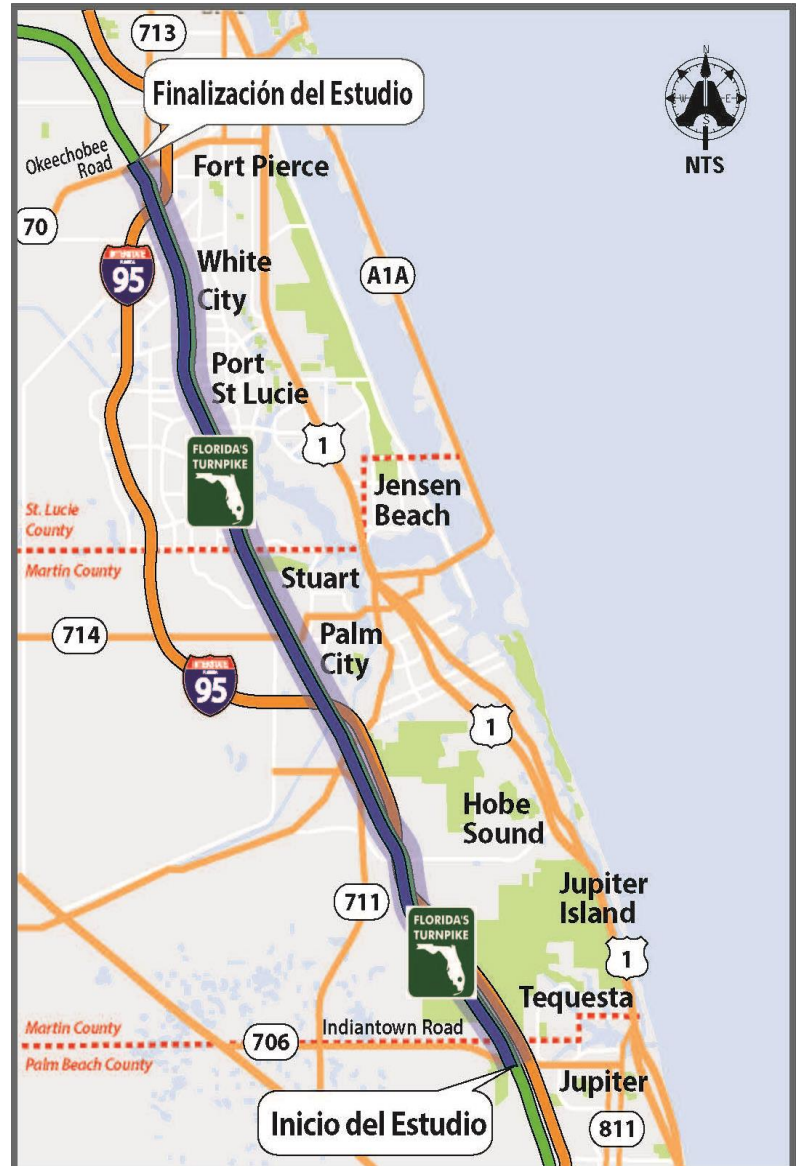 713
Finalización del Estudio
N
W
E
S
NTS
Okeechobee
Road
Fort Pierce
70
95
White
City
A1A
Port
St Lucie
1
FLORIDA'S
TURNPIKE
Jensen
Beach
St. Lucie
County
Martin County
Stuart
714
Palm
City
95
1
Hobe
Sound
711
Jupiter
Island
FLORIDA'S
TURNPIKE
1
Tequesta
Martin County
Indiantown Road
706
Palm Beach County
Jupiter
Inicio del Estudio
811